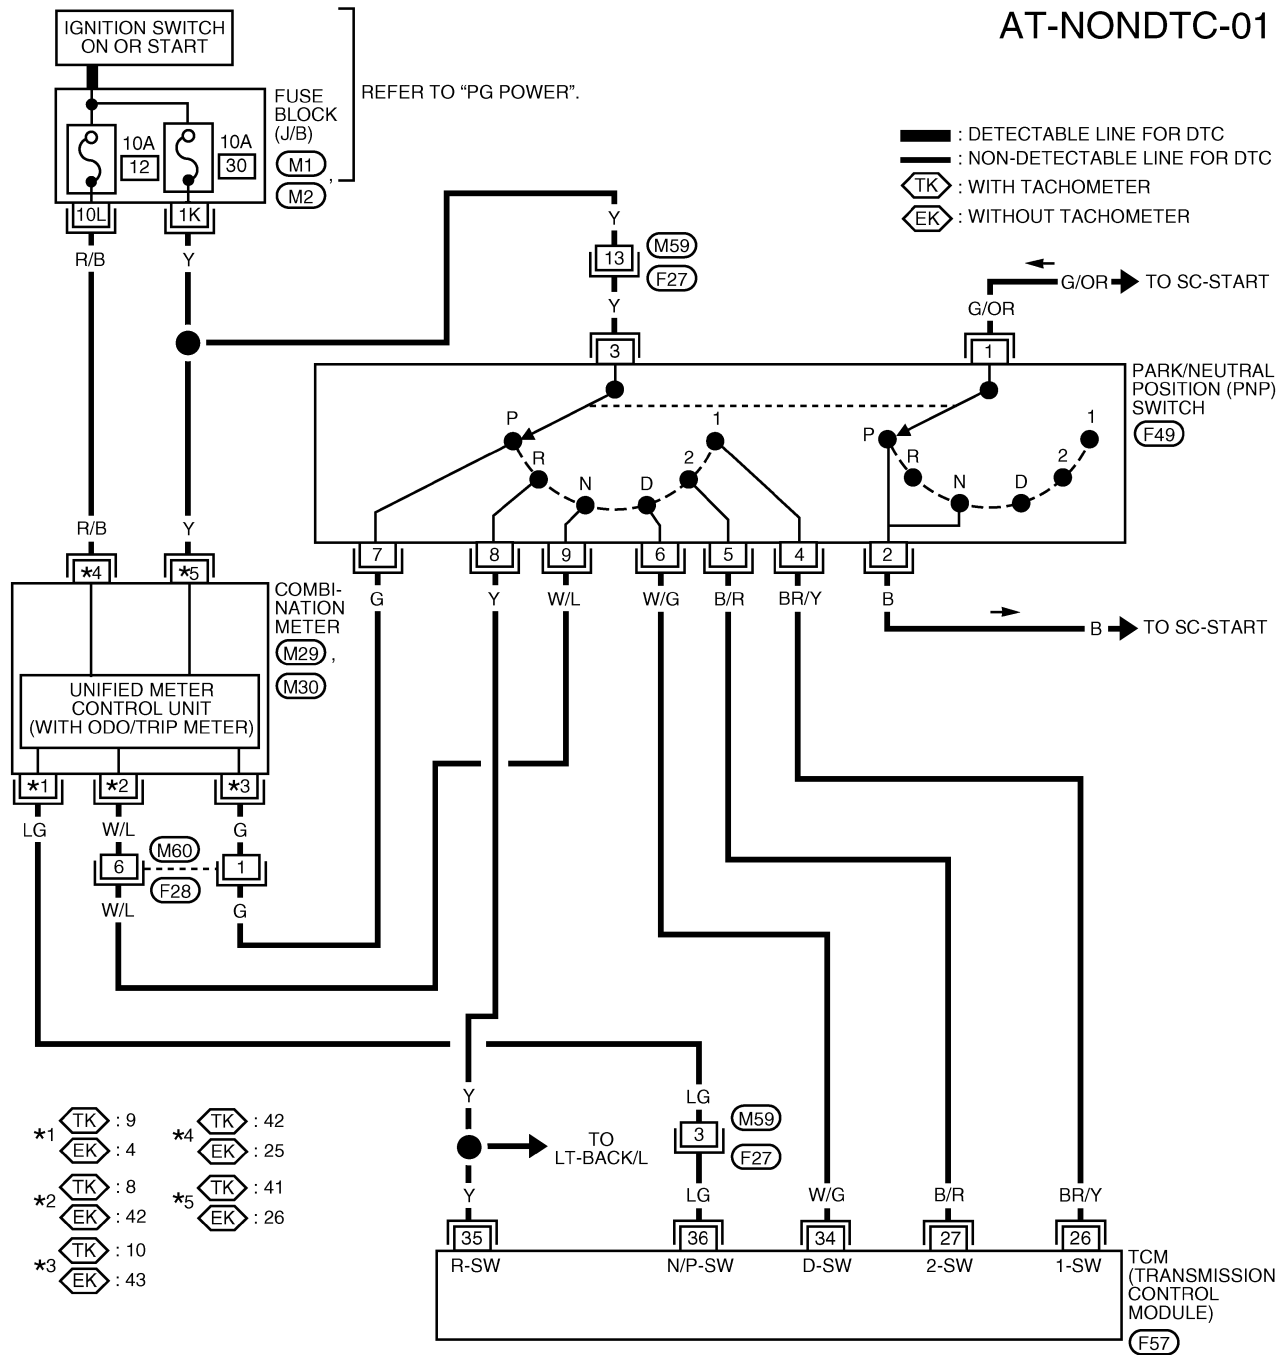 AT-NONDTC-01
IGNITION SWITCH
ON OR START
REFER TO “PG POWER”.
FUSE
BLOCK
(J/B)
M1
,
M2
10A
12
10A
30
10L
1K
: DETECTABLE LINE FOR DTC
: NON-DETECTABLE LINE FOR DTC
TK : WITH TACHOMETER
EK : WITHOUT TACHOMETER
R/B
Y
Y
13
M59
F27
Y
G/OR
TO SC-START
G/OR
3
1
PARK/NEUTRAL
POSITION (PNP)
SWITCH
F49
P
R
N
D
2
1
P
R
N
D
2
1
7
8
9
6
5
4
2
G
Y
W/L
W/G
B/R
BR/Y
B
B
TO SC-START
R/B
Y
*4
*5
COMBI-
NATION
METER
M29 ,
M30
UNIFIED METER
CONTROL UNIT
(WITH ODO/TRIP METER)
*1
*2
*3
LG
W/L
G
6
M60
F28
1
W/L
G
Y
TO
LT-BACK/L
Y
LG
3
M59
F27
LG
W/G
B/R
BR/Y
*1 TK : 9
EK : 4
*2 TK : 8
EK : 42
*3 TK : 10
EK : 43
*4 TK : 42
EK : 25
*5 TK : 41
EK : 26
35
36
34
27
26
R-SW
N/P-SW
D-SW
2-SW
1-SW
TCM
(TRANSMISSION
CONTROL
MODULE)
F57